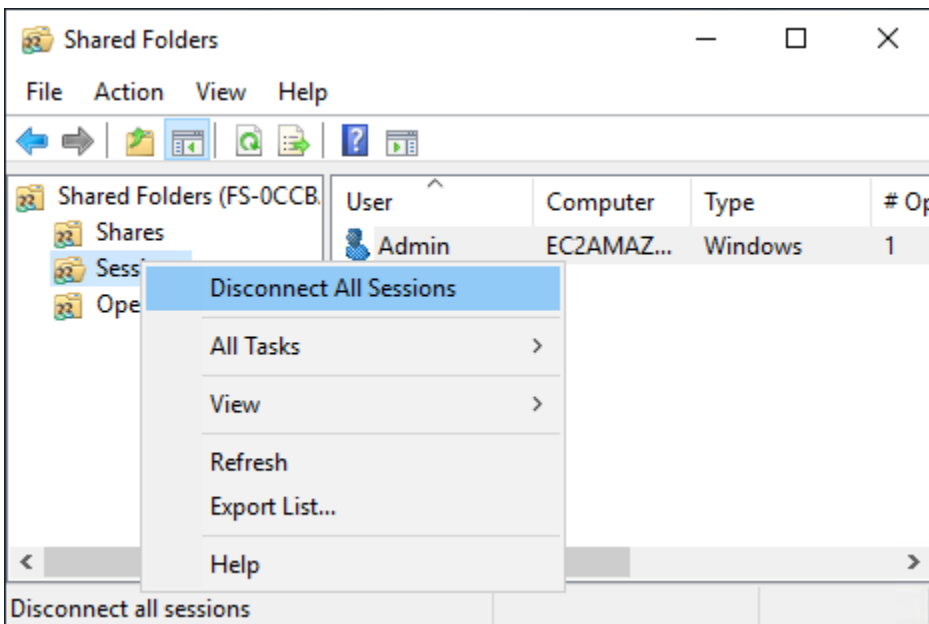 Shared Folders
File Action View Help
Shared Folders (FS-0CCB.
Shares
Sessi
Ope
User Computer Type # Op
Admin EC2AMAZ... Windows 1
Disconnect All Sessions
All Tasks
View
Refresh
Export List...
Help
Disconnect all sessions